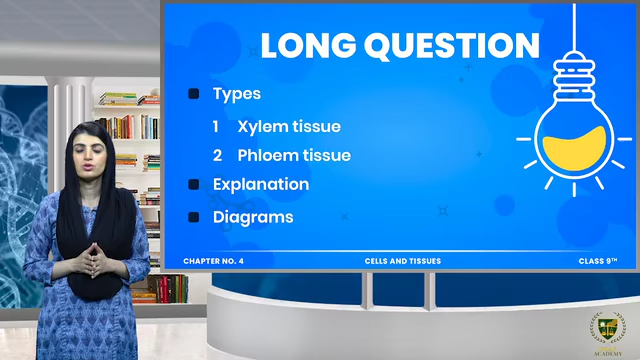 LONG QUESTION
Types
1 Xylem tissue
2 Phloem tissue
Explanation
Diagrams
CHAPTER NO. 4 CELLS AND TISSUES CLASS 9TH
ACADEMY